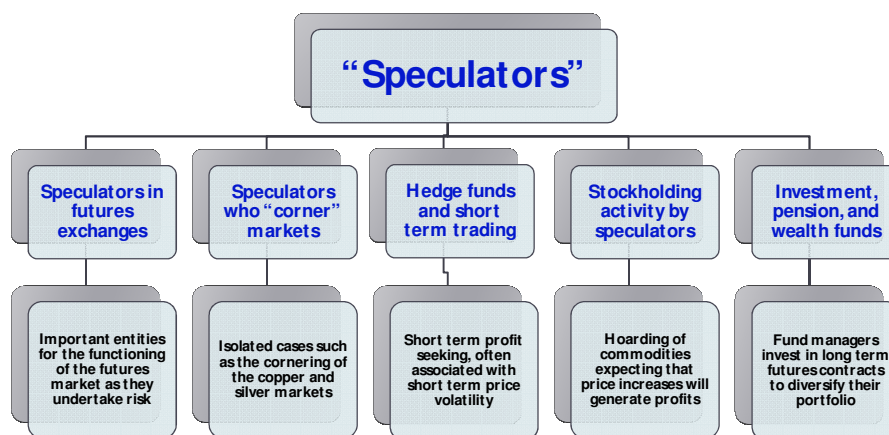 “Speculators”
Speculators in
futures
exchanges
Speculators
who “corner”
markets
Hedge funds
and short
term trading
Stockholding
activity by
speculators
Investment,
pension, and
wealth funds
Important entities
for the functioning
of the futures
market as they
undertake risk
Isolated cases such
as the cornering of
the copper and
silver markets
Short term profit
seeking, often
associated with
short term price
volatility
Hoarding of
commodities
expecting that
price increases will
generate profits
Fund managers
invest in long term
futures contracts
to diversify their
portfolio